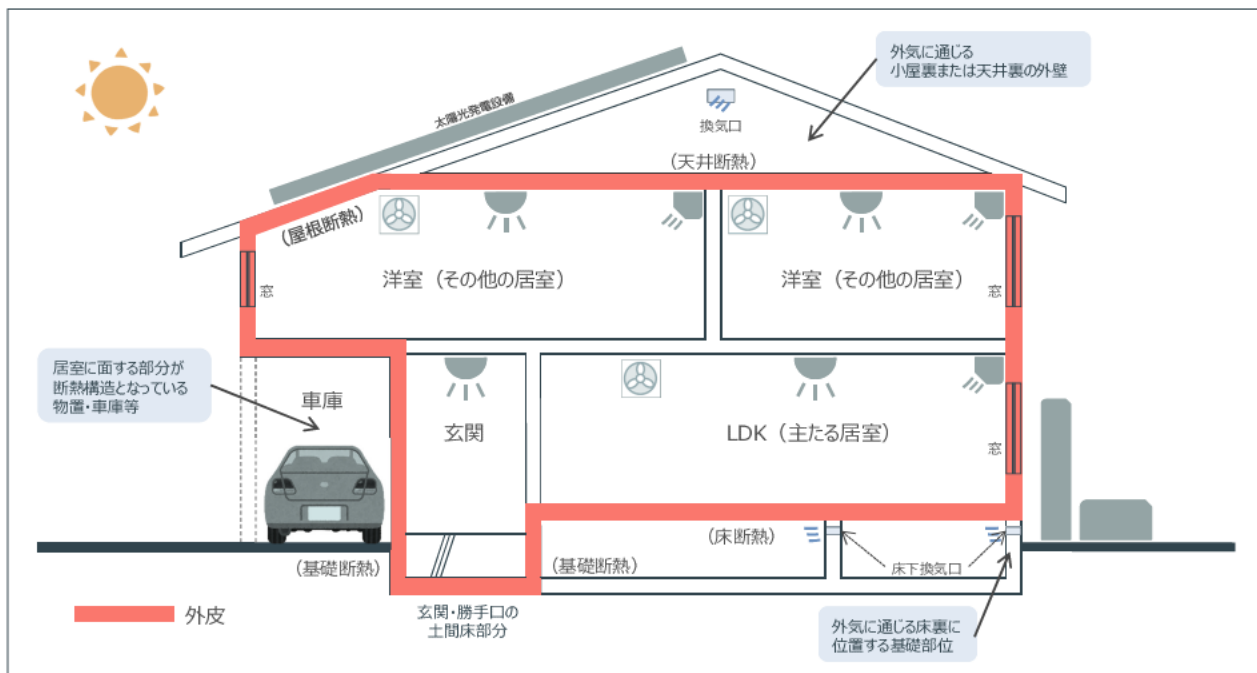 外気に通じる
小屋裏または天井裏の外壁
太陽光発電設備
換気口
（天井断熱）
（屋根断熱）
洋室（その他の居室）
洋室（その他の居室）
窓
窓
居室に面する部分が
断熱構造となっている
物置・車庫等
車庫
玄関
LDK（主たる居室）
窓
（床断熱）
（基礎断熱）
（基礎断熱）
床下換気口
外皮
玄関・勝手口の
土間床部分
外気に通じる床裏に
位置する基礎部位